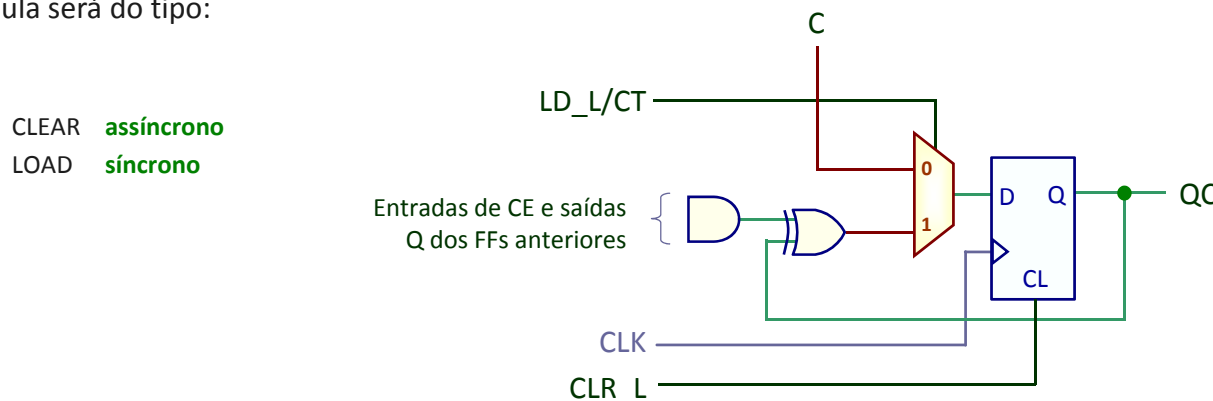 ula será do tipo:
C
LD_L/CT
CLEAR assíncrono
LOAD síncrono
0
D Q
QC
Entradas de CE e saídas
Q dos FFs anteriores
1
CL
CLK
CLR L